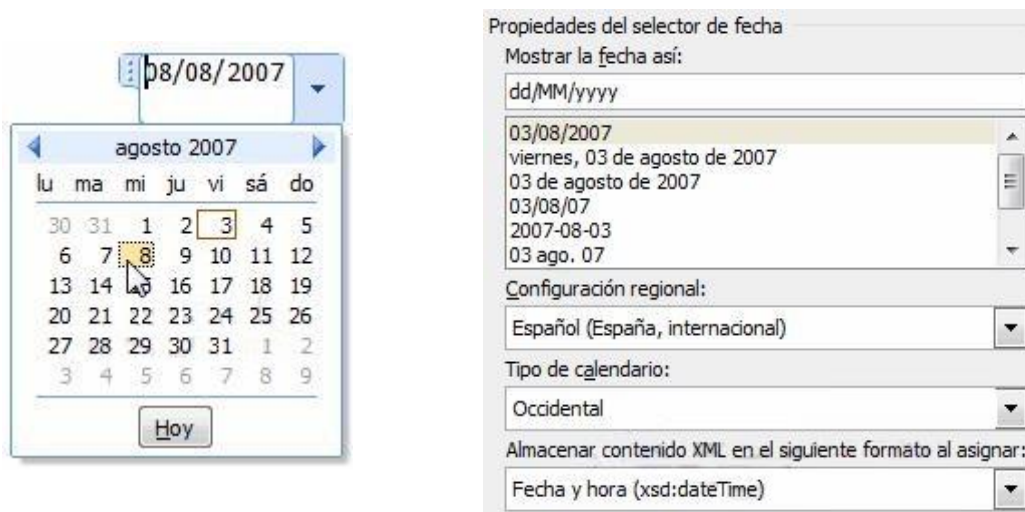 08/08/2007
agosto 2007
lu ma mi ju vi sá do
30 31 1 2 3 4 5
6 7 8 9 10 11 12
13 14 15 16 17 18 19
20 21 22 23 24 25 26
27 28 29 30 31 1 2
3 4 5 6 7 8 9
Hoy
Propiedades del selector de fecha
Mostrar la fecha así:
dd/MM/yyyy
03/08/2007
viernes, 03 de agosto de 2007
03 de agosto de 2007
03/08/07
2007-08-03
03 ago. 07
Configuración regional:
Español (España, internacional)
Tipo de calendario:
Occidental
Almacenar contenido XML en el siguiente formato al asignar:
Fecha y hora (xsd:dateTime)